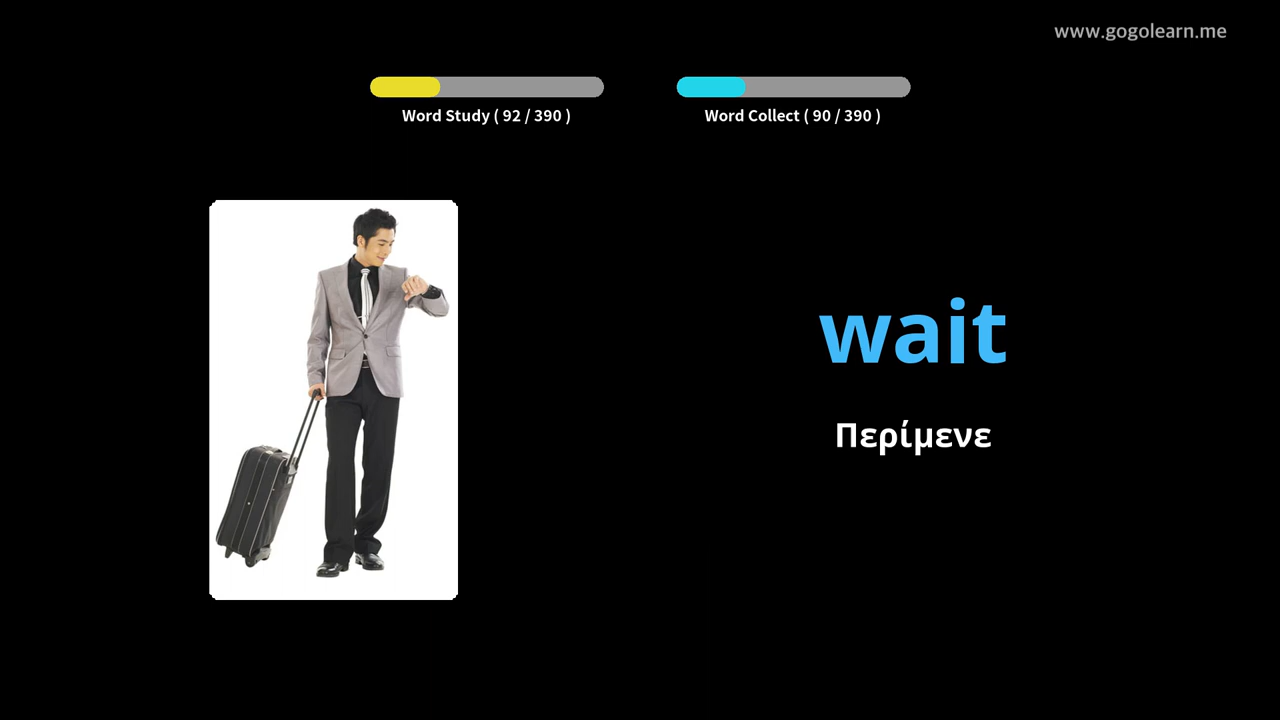 www.gogolearn.me
Word Study ( 92 / 390 )
Word Collect ( 90 / 390 )
wait
Περίμενε